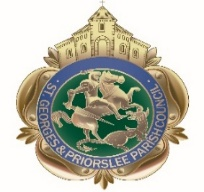 · ST. GEORGES & PRIORSLEE PARISH COUNCIL ·